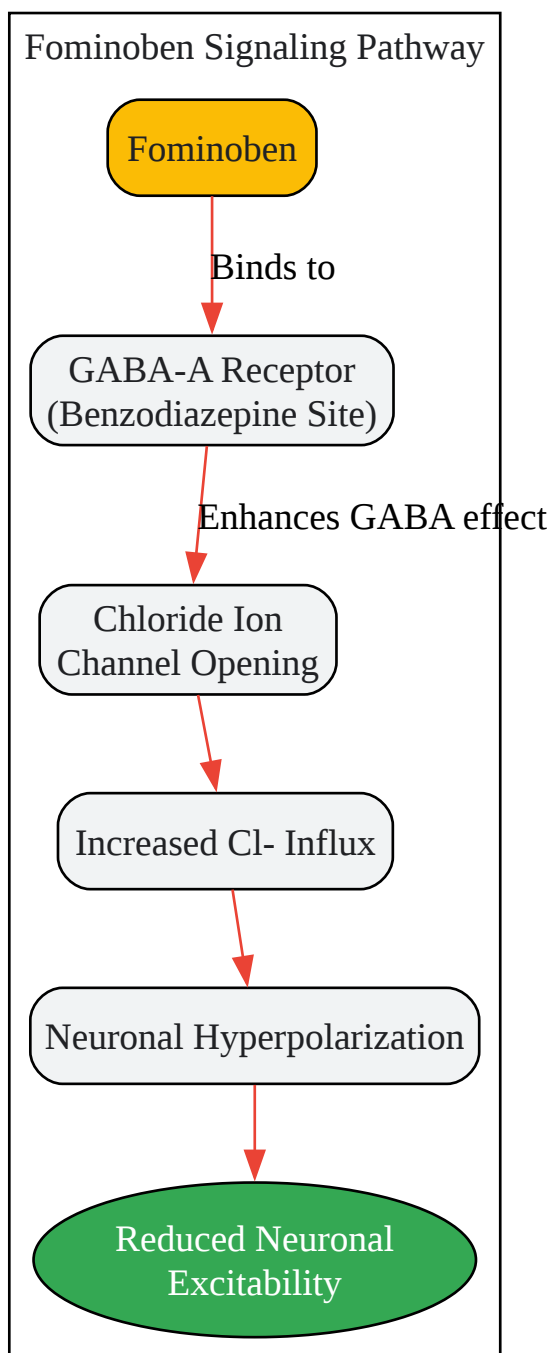 Fominoben Signaling Pathway
Fominoben
Binds to
GABA-A Receptor
(Benzodiazepine Site)
Enhances GABA effect
Chloride Ion
Channel Opening
Increased Cl- Influx
Neuronal Hyperpolarization
Reduced Neuronal
Excitability